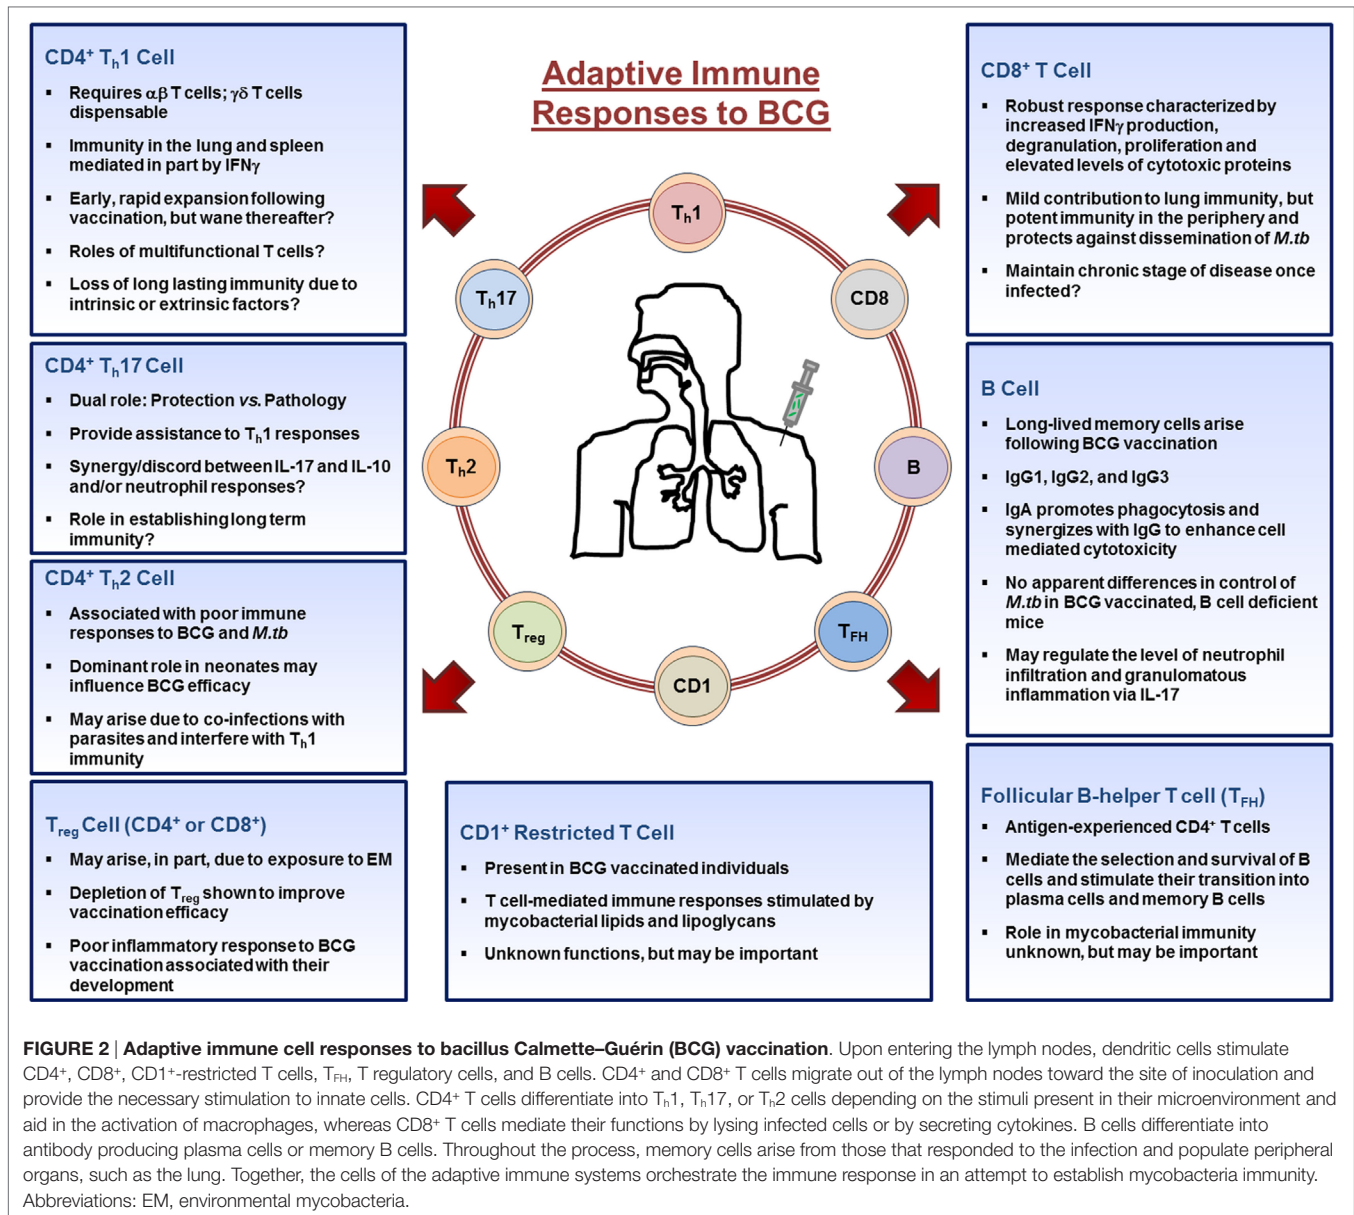 Adaptive Immune
Responses to BCG
CD4⁺ Tₕ1 Cell
▪ Requires αβ T cells; γδ T cells
dispensable
▪ Immunity in the lung and spleen
mediated in part by IFNγ
▪ Early, rapid expansion following
vaccination, but wane thereafter?
▪ Roles of multifunctional T cells?
▪ Loss of long lasting immunity due to
intrinsic or extrinsic factors?
CD4⁺ Tₕ17 Cell
▪ Dual role: Protection vs. Pathology
▪ Provide assistance to Tₕ1 responses
▪ Synergy/discord between IL-17 and IL-10
and/or neutrophil responses?
▪ Role in establishing long term
immunity?
CD4⁺ Tₕ2 Cell
▪ Associated with poor immune
responses to BCG and M.tb
▪ Dominant role in neonates may
influence BCG efficacy
▪ May arise due to co-infections with
parasites and interfere with Tₕ1
immunity
T_reg Cell (CD4⁺ or CD8⁺)
▪ May arise, in part, due to exposure to EM
▪ Depletion of T_reg shown to improve
vaccination efficacy
▪ Poor inflammatory response to BCG
vaccination associated with their
development
Tₕ1
Tₕ17
CD8
Tₕ2
B
T_reg
T_FH
CD1
CD1⁺ Restricted T Cell
▪ Present in BCG vaccinated individuals
▪ T cell-mediated immune responses stimulated by
mycobacterial lipids and lipoglycans
▪ Unknown functions, but may be important
CD8⁺ T Cell
▪ Robust response characterized by
increased IFNγ production,
degranulation, proliferation and
elevated levels of cytotoxic proteins
▪ Mild contribution to lung immunity, but
potent immunity in the periphery and
protects against dissemination of M.tb
▪ Maintain chronic stage of disease once
infected?
B Cell
▪ Long-lived memory cells arise
following BCG vaccination
▪ IgG1, IgG2, and IgG3
▪ IgA promotes phagocytosis and
synergizes with IgG to enhance cell
mediated cytotoxicity
▪ No apparent differences in control of
M.tb in BCG vaccinated, B cell deficient
mice
▪ May regulate the level of neutrophil
infiltration and granulomatous
inflammation via IL-17
Follicular B-helper T cell (T_FH)
▪ Antigen-experienced CD4⁺ T cells
▪ Mediate the selection and survival of B
cells and stimulate their transition into
plasma cells and memory B cells
▪ Role in mycobacterial immunity
unknown, but may be important
FIGURE 2 | Adaptive immune cell responses to bacillus Calmette–Guérin (BCG) vaccination. Upon entering the lymph nodes, dendritic cells stimulate
CD4⁺, CD8⁺, CD1⁺-restricted T cells, T_FH, T regulatory cells, and B cells. CD4⁺ and CD8⁺ T cells migrate out of the lymph nodes toward the site of inoculation and
provide the necessary stimulation to innate cells. CD4⁺ T cells differentiate into Tₕ1, Tₕ17, or Tₕ2 cells depending on the stimuli present in their microenvironment and
aid in the activation of macrophages, whereas CD8⁺ T cells mediate their functions by lysing infected cells or by secreting cytokines. B cells differentiate into
antibody producing plasma cells or memory B cells. Throughout the process, memory cells arise from those that responded to the infection and populate peripheral
organs, such as the lung. Together, the cells of the adaptive immune systems orchestrate the immune response in an attempt to establish mycobacteria immunity.
Abbreviations: EM, environmental mycobacteria.